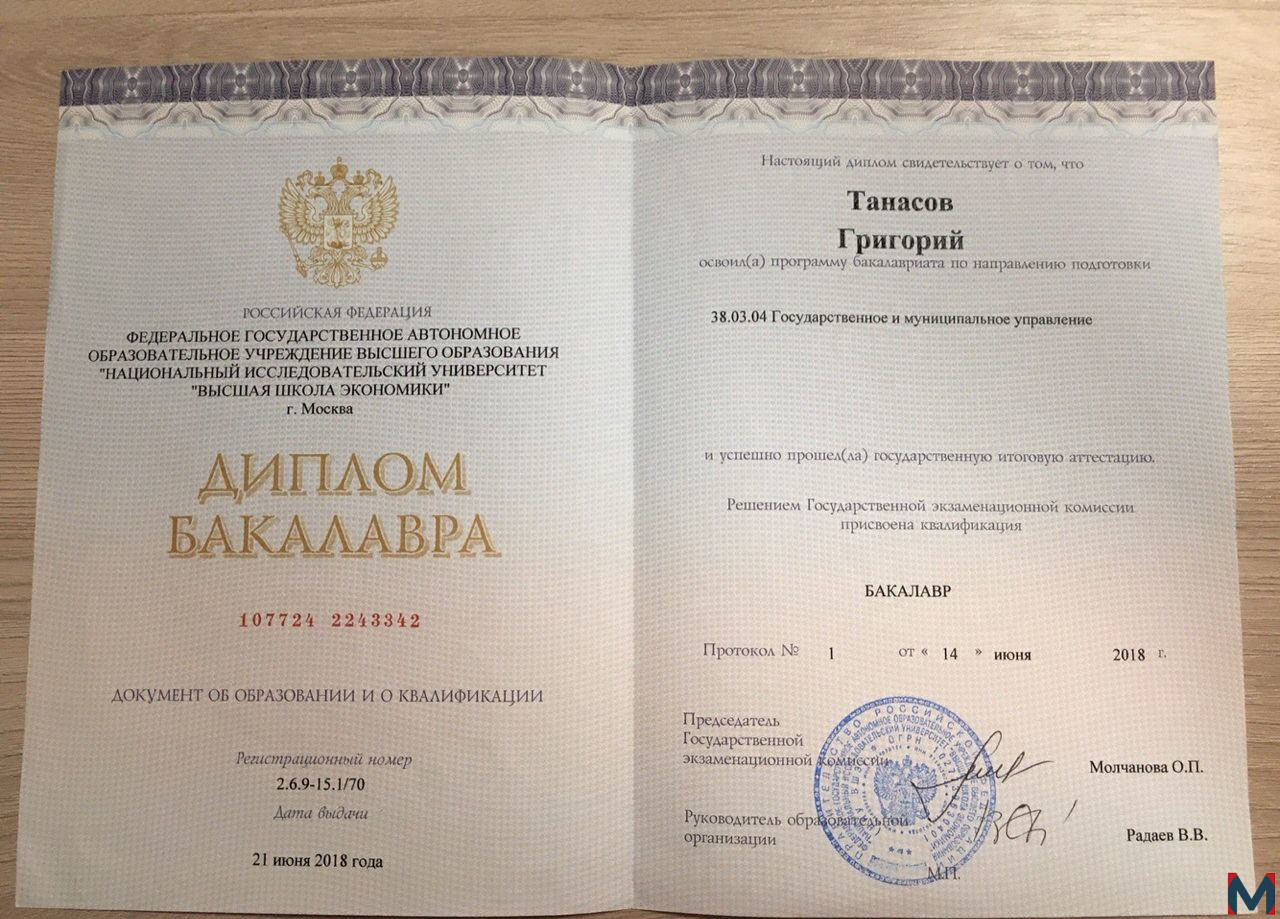 РОССИЙСКАЯ ФЕДЕРАЦИЯ
ФЕДЕРАЛЬНОЕ ГОСУДАРСТВЕННОЕ АВТОНОМНОЕ
ОБРАЗОВАТЕЛЬНОЕ УЧРЕЖДЕНИЕ ВЫСШЕГО ОБРАЗОВАНИЯ
"НАЦИОНАЛЬНЫЙ ИССЛЕДОВАТЕЛЬСКИЙ УНИВЕРСИТЕТ
"ВЫСШАЯ ШКОЛА ЭКОНОМИКИ"
г. Москва
ДИПЛОМ
БАКАЛАВРА
107724 2243342
ДОКУМЕНТ ОБ ОБРАЗОВАНИИ И О КВАЛИФИКАЦИИ
Регистрационный номер
2.6.9-15.1/70
Дата выдачи
21 июня 2018 года
Настоящий диплом свидетельствует о том, что
Танасов
Григорий
освоил(а) программу бакалавриата по направлению подготовки
38.03.04 Государственное и муниципальное управление
и успешно прошел(ла) государственную итоговую аттестацию.
Решением Государственной экзаменационной комиссии
присвоена квалификация
БАКАЛАВР
Протокол № 1 от « 14 » июня 2018 г.
Председатель
Государственной
экзаменационной комиссии
Молчанова О.П.
Руководитель образовательной
организации
Радаев В.В.
М.П.
M